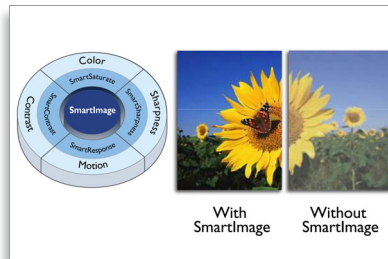 Color
SmartSaturate
Contrast
SmartContrast
SmartImage
SmartSharpness
Sharpness
SmartResponse
Motion
With
SmartImage
Without
SmartImage